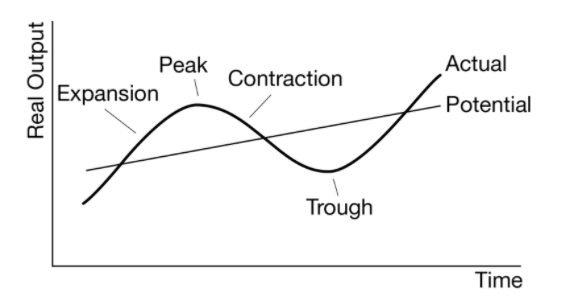 Real Output
Expansion
Peak
Contraction
Actual
Potential
Trough
Time